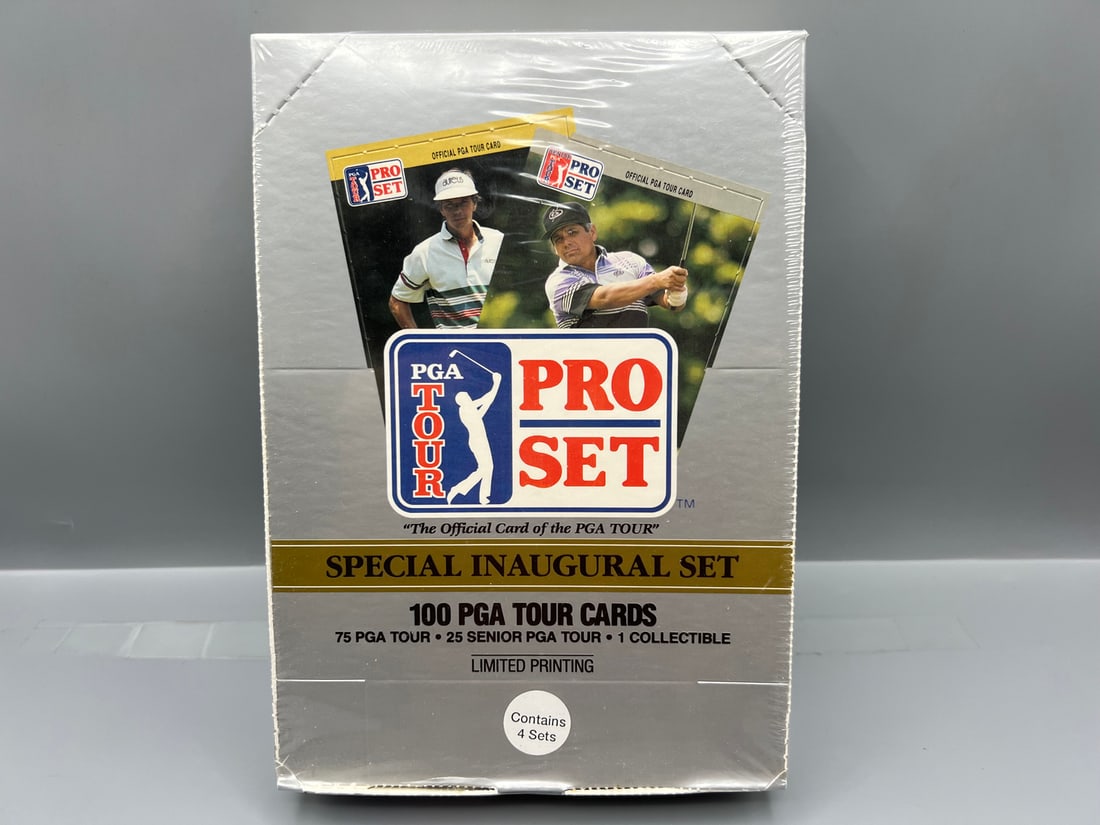 OFFICIAL PGA TOUR CARD
PGA TOUR PRO SET
OFFICIAL PGA TOUR CARD
PRO SET
PGA TOUR
PRO SET
TM
"The Official Card of the PGA TOUR"
SPECIAL INAUGURAL SET
100 PGA TOUR CARDS
75 PGA TOUR • 25 SENIOR PGA TOUR • 1 COLLECTIBLE
LIMITED PRINTING
Contains
4 Sets